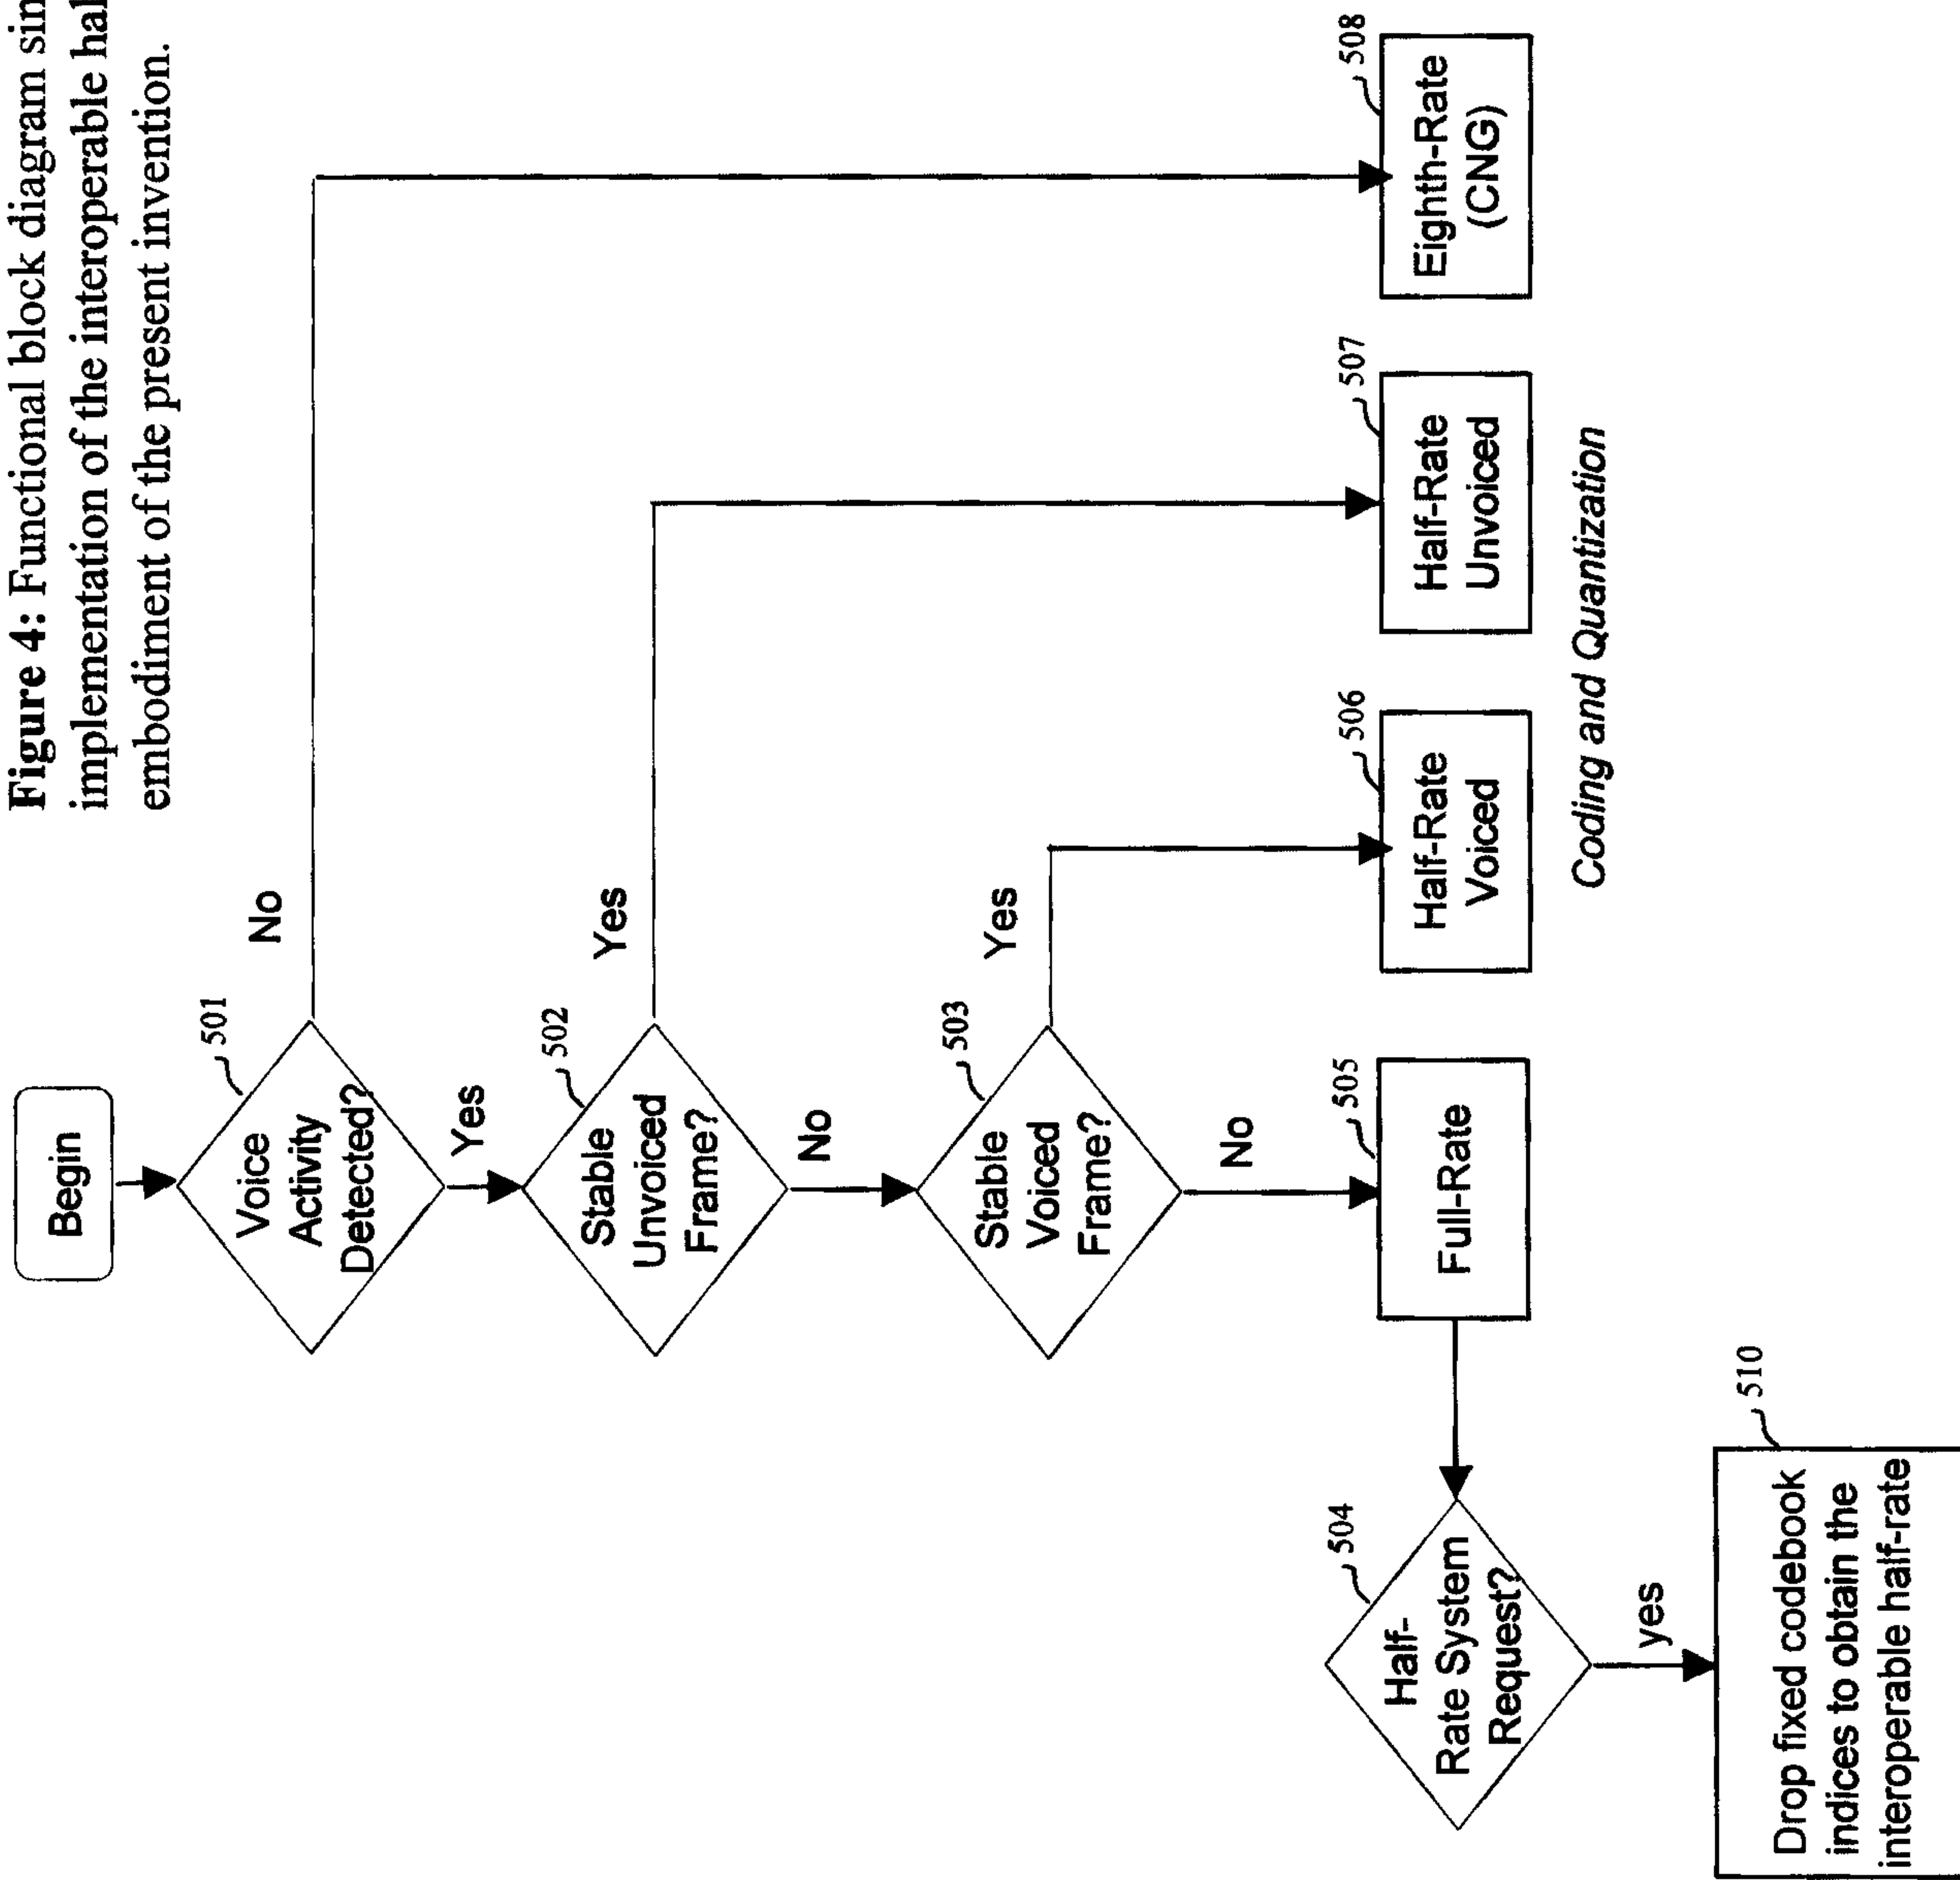 Figure 4: Functional block diagram
implementation of the interoperable
embodiment of the present invention.
Begin
501
Voice
Activity
Detected?
No
Yes
502
Stable
Unvoiced
Frame?
Yes
No
503
Stable
Voiced
Frame?
Yes
No
504
Half-
Rate System
Request?
yes
505
Full-Rate
506
Half-Rate
Voiced
507
Half-Rate
Unvoiced
508
Eighth-Rate
(CNG)
Coding and Quantization
510
Drop fixed codebook
indices to obtain the
interoperable half-rate